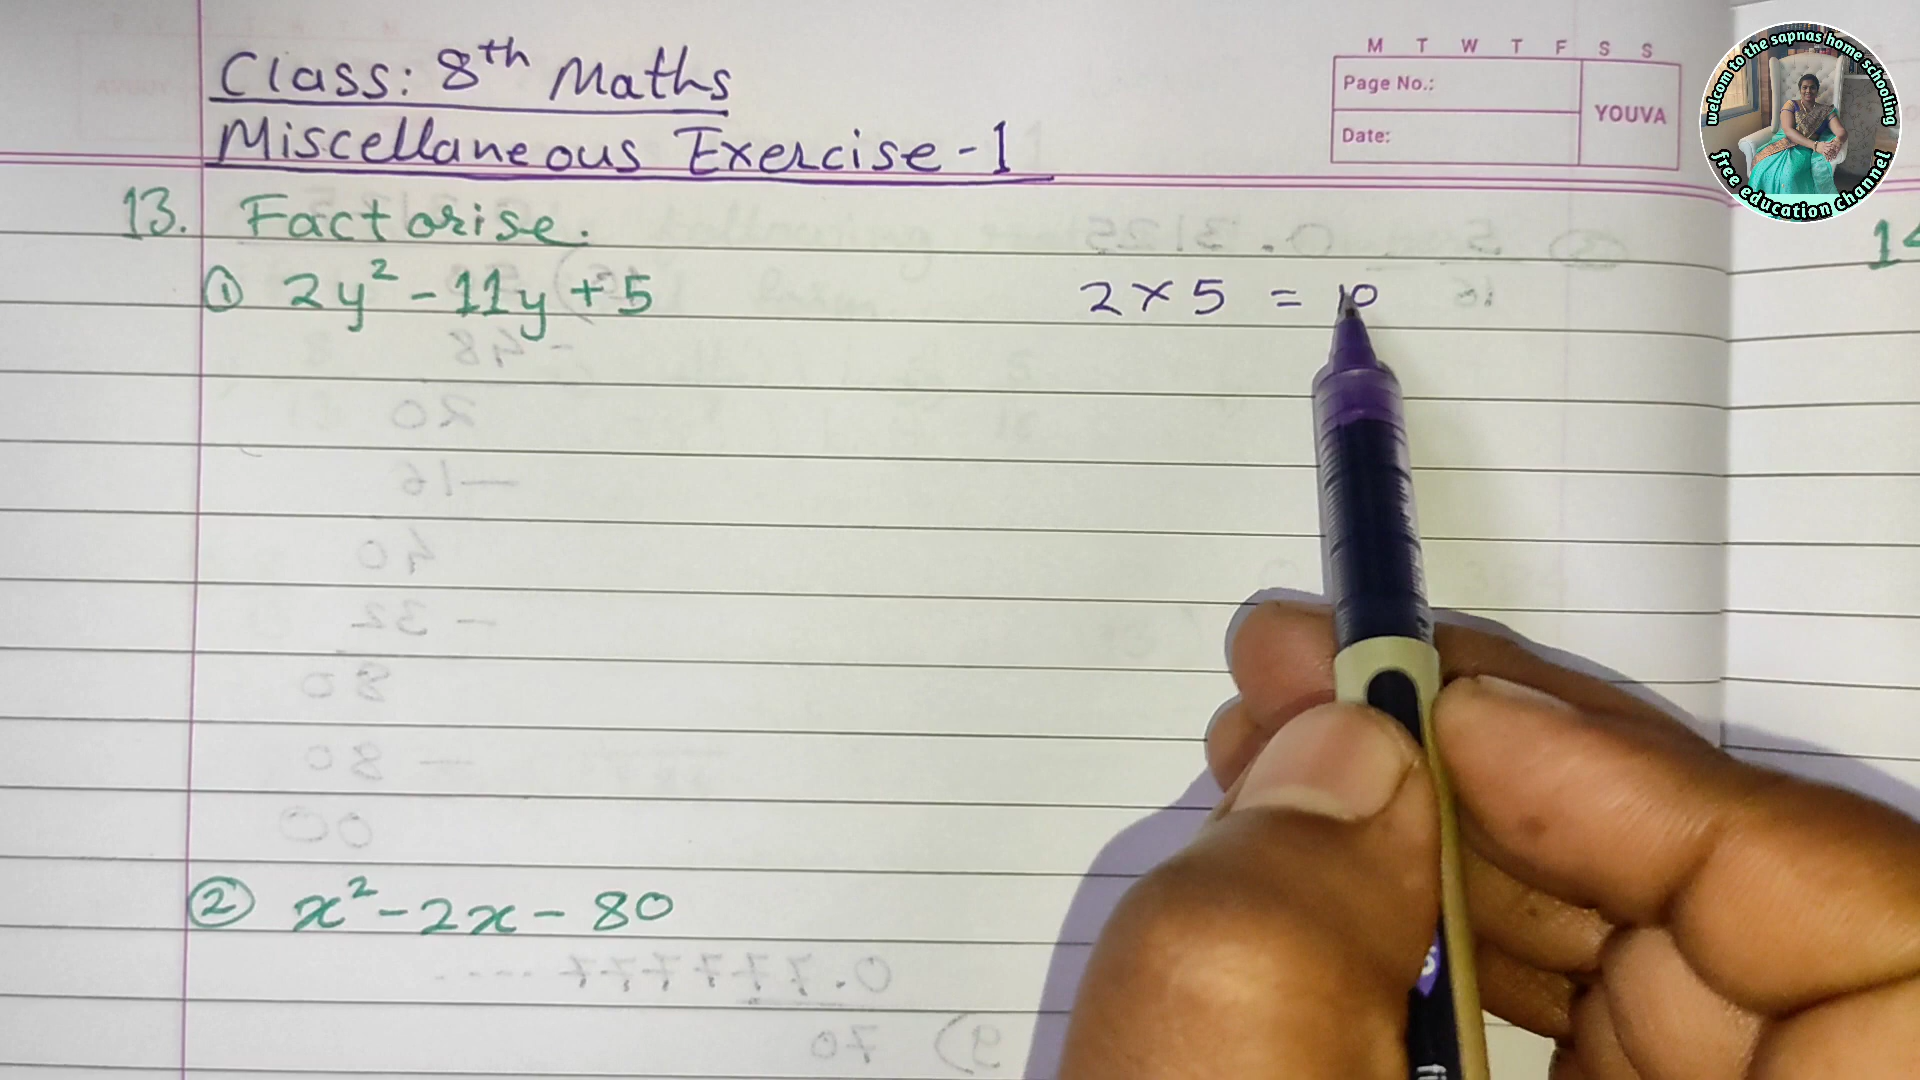 Class: 8th Maths
Miscellaneous Exercise-1
M T W T F S S
Page No.:
Date:
YOUVA
welcom to the sapnas home schooling
free education channel
13. Factorise.
① 2y² - 11y + 5
2 × 5 = 10
② x² - 2x - 80